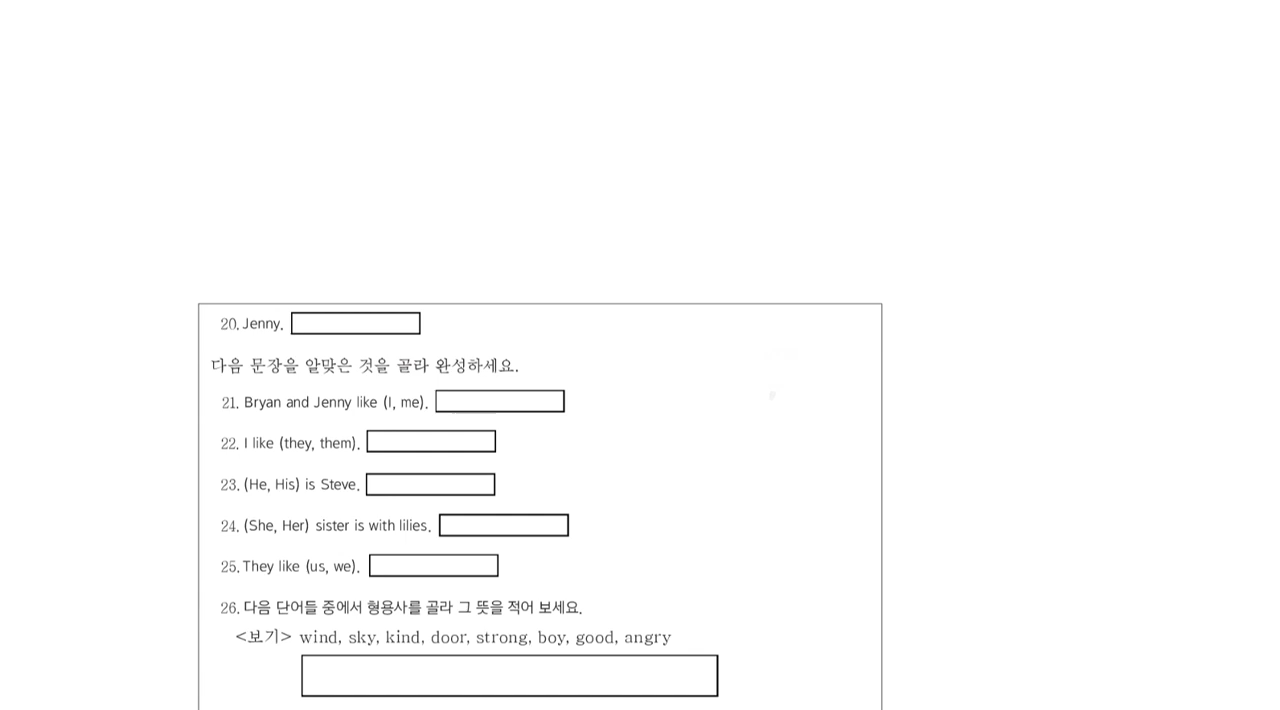 20. Jenny.
다음 문장을 알맞은 것을 골라 완성하세요.
21. Bryan and Jenny like (I, me).
22. I like (they, them).
23. (He, His) is Steve.
24. (She, Her) sister is with lilies.
25. They like (us, we).
26. 다음 단어들 중에서 형용사를 골라 그 뜻을 적어 보세요.
<보기> wind, sky, kind, door, strong, boy, good, angry